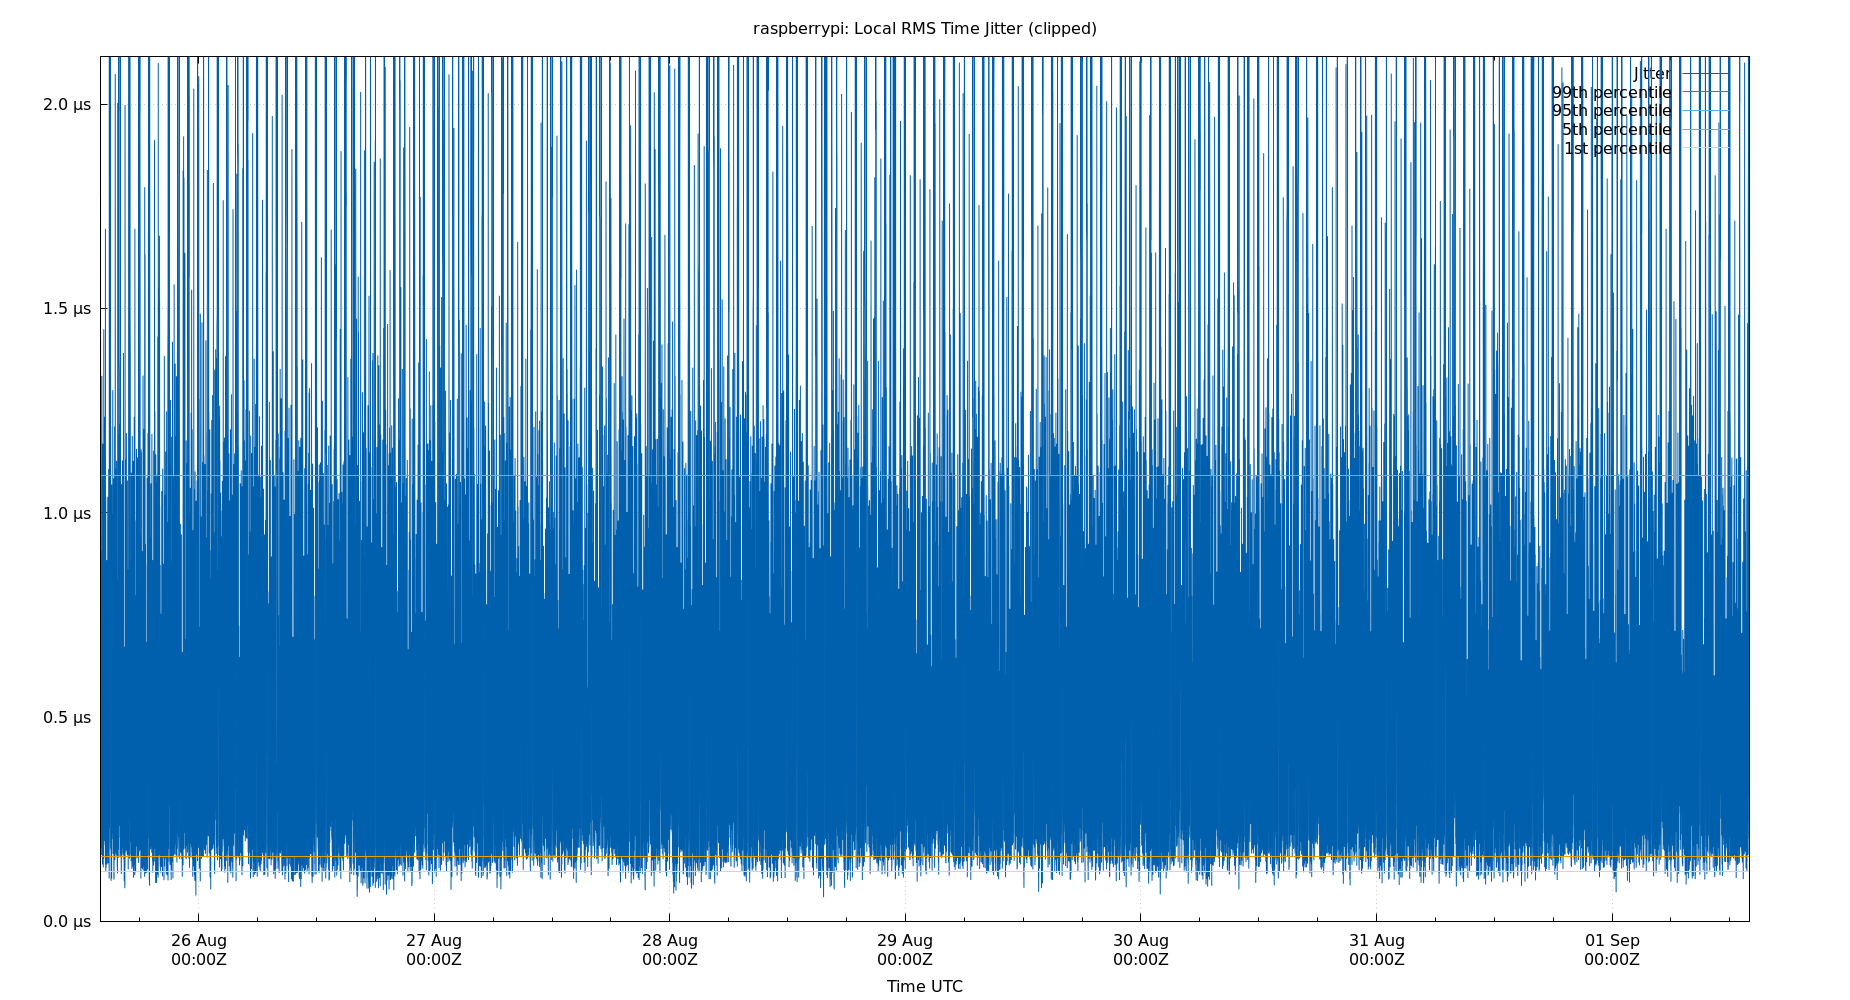 raspberrypi: Local RMS Time Jitter (clipped)
Jitter
99th percentile
95th percentile
5th percentile
1st percentile
2.0 µs
1.5 µs
1.0 µs
0.5 µs
0.0 µs
26 Aug 27 Aug 28 Aug 29 Aug 30 Aug 31 Aug 01 Sep
00:00Z 00:00Z 00:00Z 00:00Z 00:00Z 00:00Z 00:00Z
Time UTC